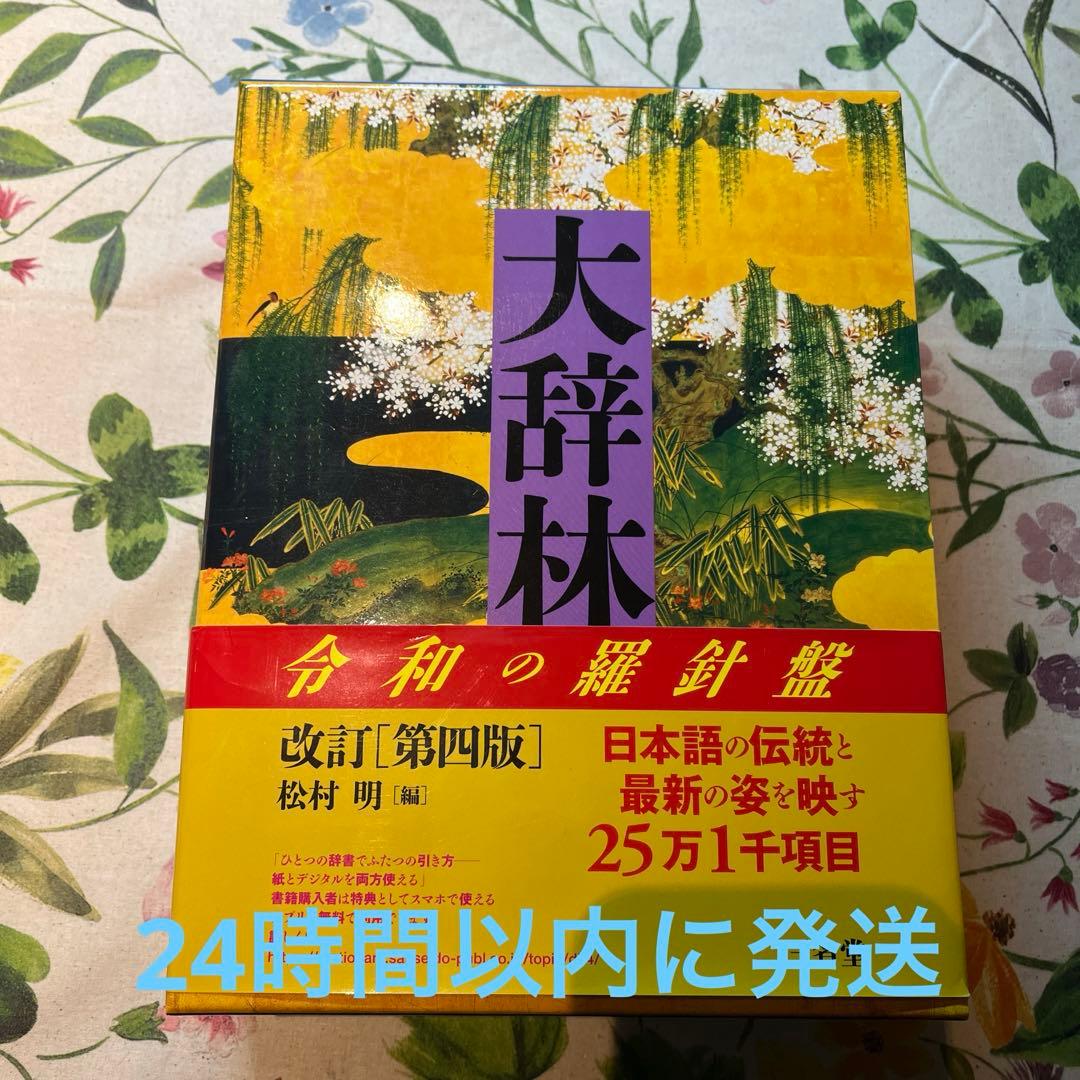 大辞林
令和の羅針盤
改訂[第四版]
松村 明[編]
日本語の伝統と
最新の姿を映す
25万1千項目
「ひとつの辞書でふたつの引き方――
紙とデジタルを両方使える」
書籍購入者は特典としてスマホで使える
24時間以内に発送